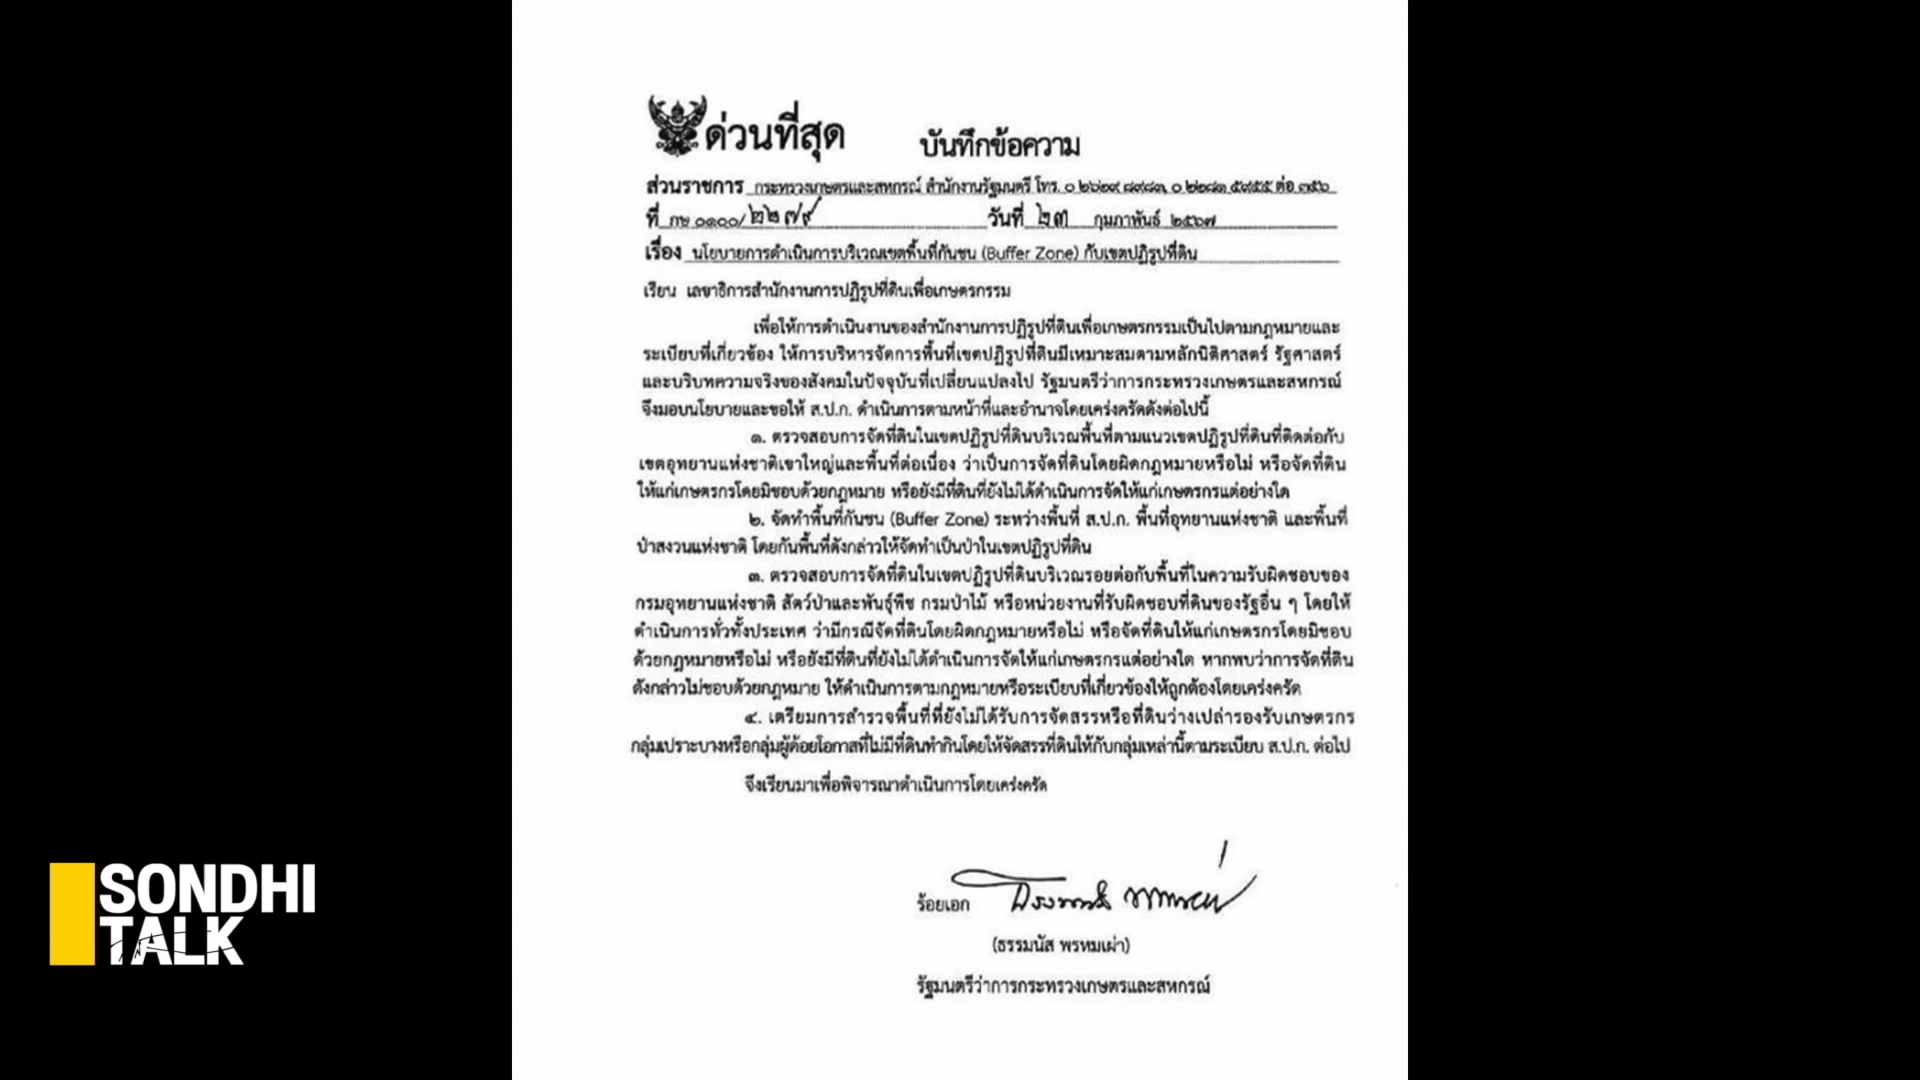 ด่วนที่สุด
บันทึกข้อความ
ส่วนราชการ กระทรวงเกษตรและสหกรณ์ สำนักงานรัฐมนตรี โทร. ๐ ๒๖๒๙ ๘๙๘๓, ๐ ๒๒๘๑ ๕๙๕๕ ต่อ ๓๕๖
ที่ กษ ๐๑๐๐/๒๒๗๙ วันที่ ๒๓ กุมภาพันธ์ ๒๕๖๗
เรื่อง นโยบายการดำเนินการบริเวณเขตพื้นที่กันชน (Buffer Zone) กับเขตปฏิรูปที่ดิน
เรียน เลขาธิการสำนักงานการปฏิรูปที่ดินเพื่อเกษตรกรรม
เพื่อให้การดำเนินงานของสำนักงานการปฏิรูปที่ดินเพื่อเกษตรกรรมเป็นไปตามกฎหมายและ
ระเบียบที่เกี่ยวข้อง ให้การบริหารจัดการพื้นที่เขตปฏิรูปที่ดินมีเหมาะสมตามหลักนิติศาสตร์ รัฐศาสตร์
และบริบทความจริงของสังคมในปัจจุบันที่เปลี่ยนแปลงไป รัฐมนตรีว่าการกระทรวงเกษตรและสหกรณ์
จึงมอบนโยบายและขอให้ ส.ป.ก. ดำเนินการตามหน้าที่และอำนาจโดยเคร่งครัดดังต่อไปนี้
๑. ตรวจสอบการจัดที่ดินในเขตปฏิรูปที่ดินบริเวณพื้นที่ตามแนวเขตปฏิรูปที่ดินที่ติดต่อกับ
เขตอุทยานแห่งชาติเขาใหญ่และพื้นที่ต่อเนื่อง ว่าเป็นการจัดที่ดินโดยผิดกฎหมายหรือไม่ หรือจัดที่ดิน
ให้แก่เกษตรกรโดยมิชอบด้วยกฎหมาย หรือยังมีที่ดินที่ยังไม่ได้ดำเนินการจัดให้แก่เกษตรกรแต่อย่างใด
๒. จัดทำพื้นที่กันชน (Buffer Zone) ระหว่างพื้นที่ ส.ป.ก. พื้นที่อุทยานแห่งชาติ และพื้นที่
ป่าสงวนแห่งชาติ โดยกันพื้นที่ดังกล่าวให้จัดทำเป็นป่าในเขตปฏิรูปที่ดิน
๓. ตรวจสอบการจัดที่ดินในเขตปฏิรูปที่ดินบริเวณรอยต่อกับพื้นที่ในความรับผิดชอบของ
กรมอุทยานแห่งชาติ สัตว์ป่าและพันธุ์พืช กรมป่าไม้ หรือหน่วยงานที่รับผิดชอบที่ดินของรัฐอื่น ๆ โดยให้
ดำเนินการทั่วทั้งประเทศ ว่ามีกรณีจัดที่ดินโดยผิดกฎหมายหรือไม่ หรือจัดที่ดินให้แก่เกษตรกรโดยมิชอบ
ด้วยกฎหมายหรือไม่ หรือยังมีที่ดินที่ยังไม่ได้ดำเนินการจัดให้แก่เกษตรกรแต่อย่างใด หากพบว่าการจัดที่ดิน
ดังกล่าวไม่ชอบด้วยกฎหมาย ให้ดำเนินการตามกฎหมายหรือระเบียบที่เกี่ยวข้องให้ถูกต้องโดยเคร่งครัด
๔. เตรียมการสำรวจพื้นที่ที่ยังไม่ได้รับการจัดสรรหรือที่ดินว่างเปล่ารองรับเกษตรกร
กลุ่มเปราะบางหรือกลุ่มผู้ด้อยโอกาสที่ไม่มีที่ดินทำกินโดยให้จัดสรรที่ดินให้กับกลุ่มเหล่านี้ตามระเบียบ ส.ป.ก. ต่อไป
จึงเรียนมาเพื่อพิจารณาดำเนินการโดยเคร่งครัด
ร้อยเอก
(ธรรมนัส พรหมเผ่า)
รัฐมนตรีว่าการกระทรวงเกษตรและสหกรณ์
SONDHI
TALK